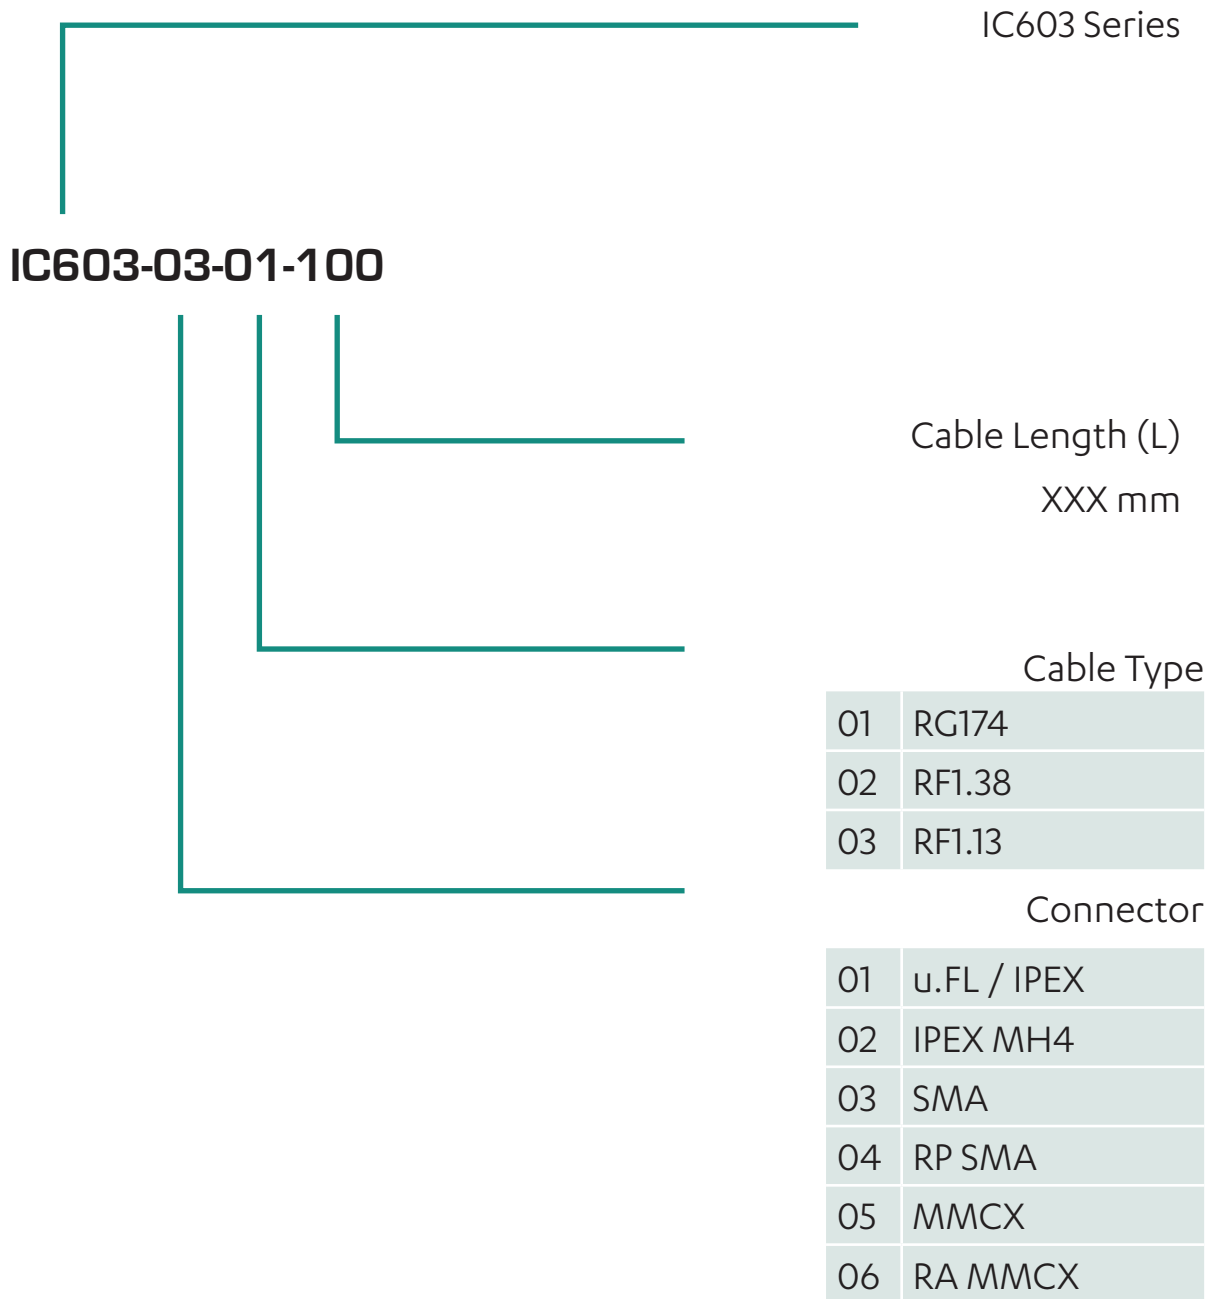 IC603 Series
IC603-03-01-100
Cable Length (L)
XXX mm
Cable Type
01 RG174
02 RF1.38
03 RF1.13
Connector
01 u.FL / IPEX
02 IPEX MH4
03 SMA
04 RP SMA
05 MMCX
06 RA MMCX